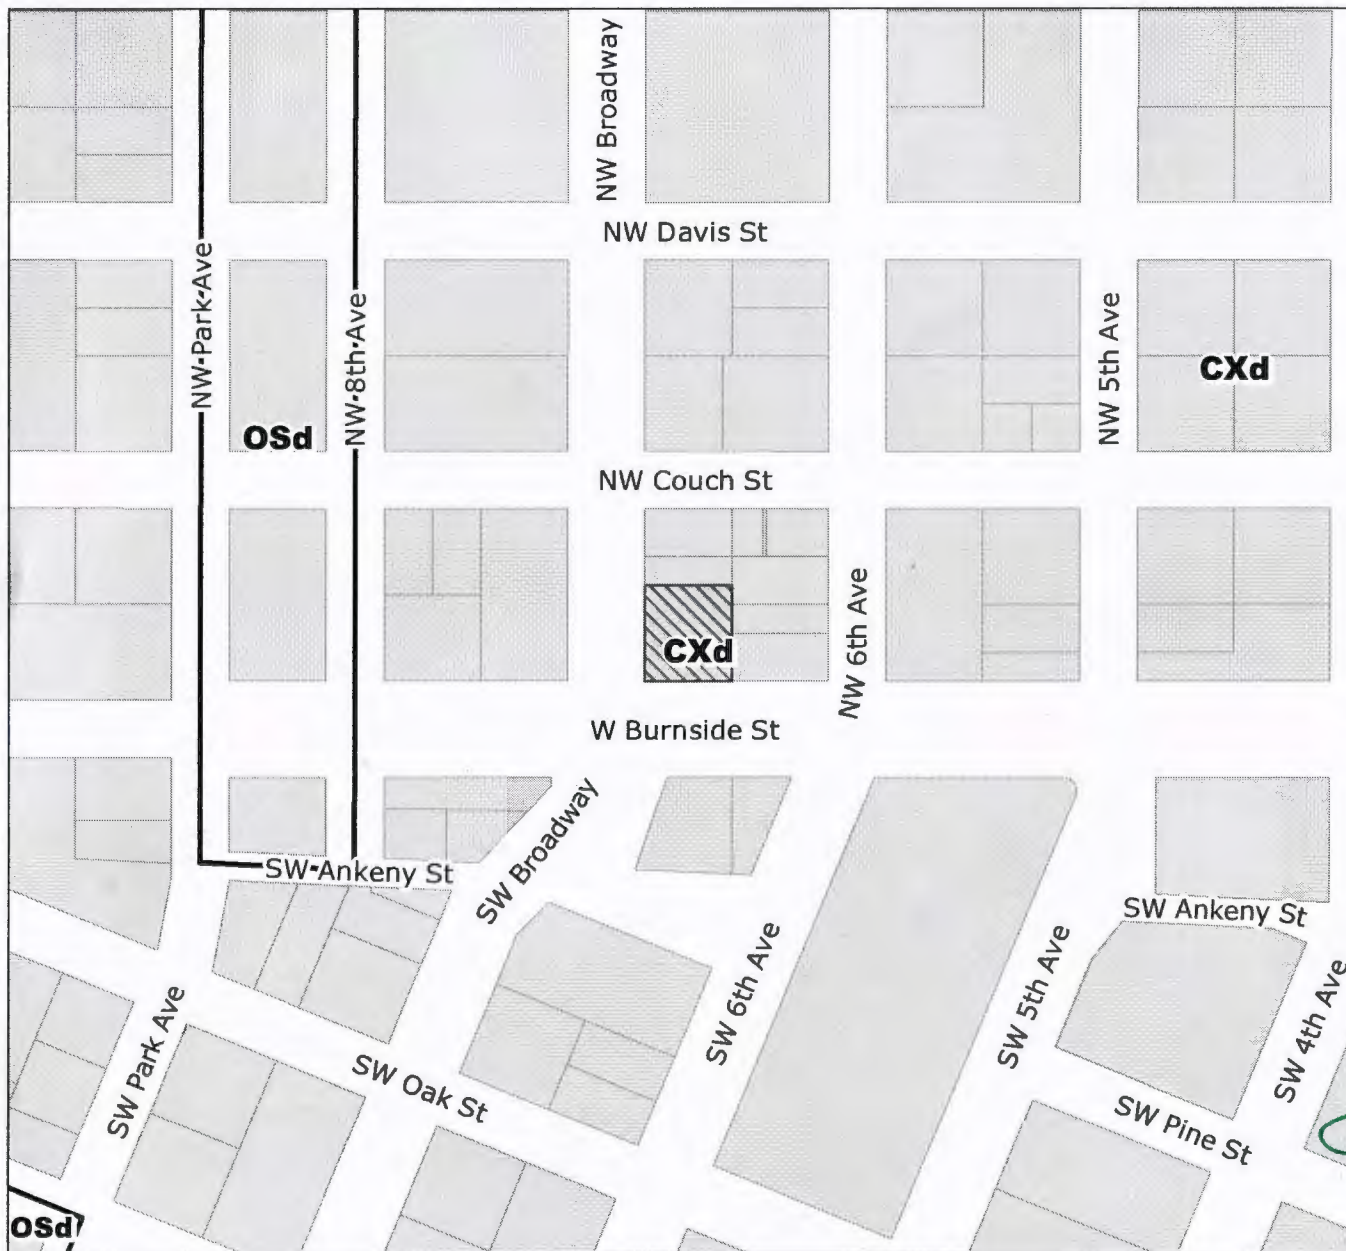 NW Broadway
NW Davis St
NW-Park-Ave
NW-8th-Ave
NW 5th Ave
CXd
OSd
NW Couch St
NW 6th Ave
CXd
W Burnside St
SW-Ankeny St
SW Broadway
SW Ankeny St
SW 6th Ave
SW 5th Ave
SW 4th Ave
SW Park Ave
SW Oak St
SW Pine St
OSd